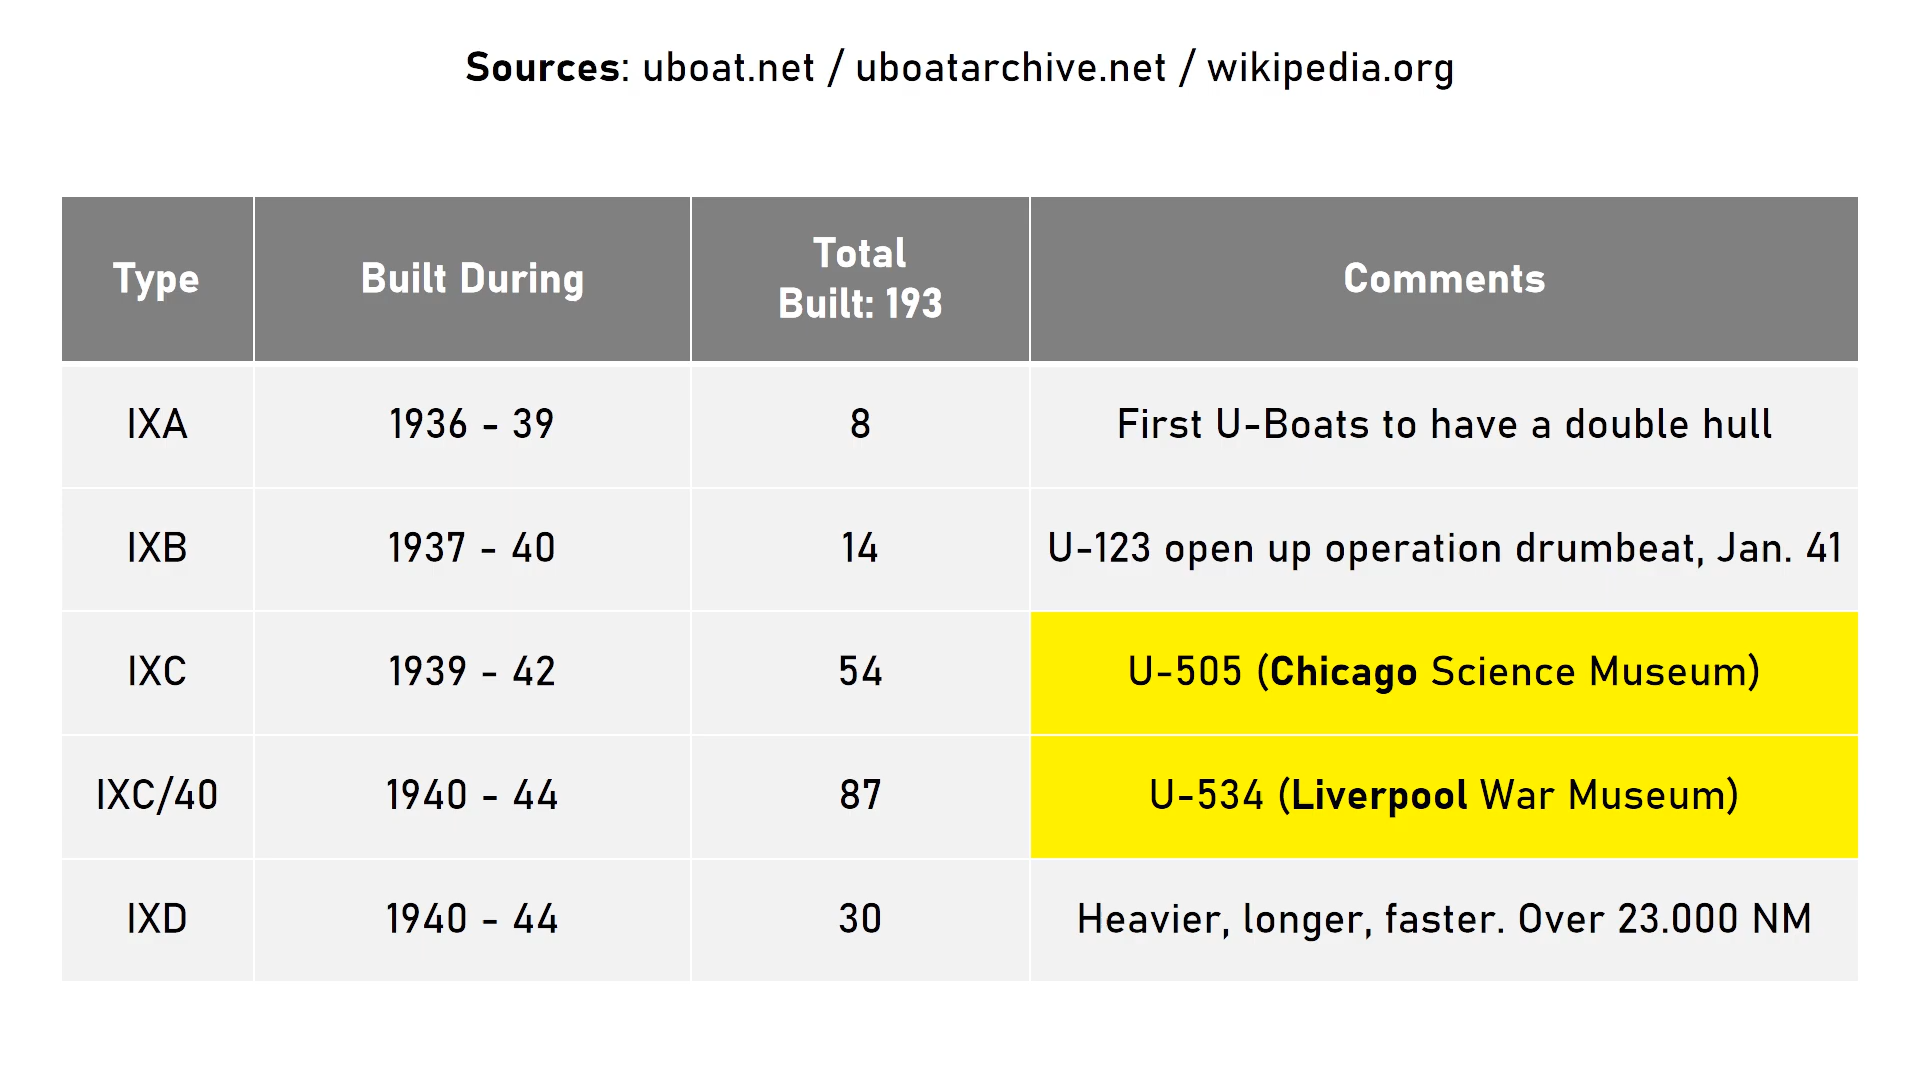 Sources: uboat.net / uboatarchive.net / wikipedia.org
Type Built During Total Built: 193 Comments
IXA 1936 - 39 8 First U-Boats to have a double hull
IXB 1937 - 40 14 U-123 open up operation drumbeat, Jan. 41
IXC 1939 - 42 54 U-505 (Chicago Science Museum)
IXC/40 1940 - 44 87 U-534 (Liverpool War Museum)
IXD 1940 - 44 30 Heavier, longer, faster. Over 23.000 NM